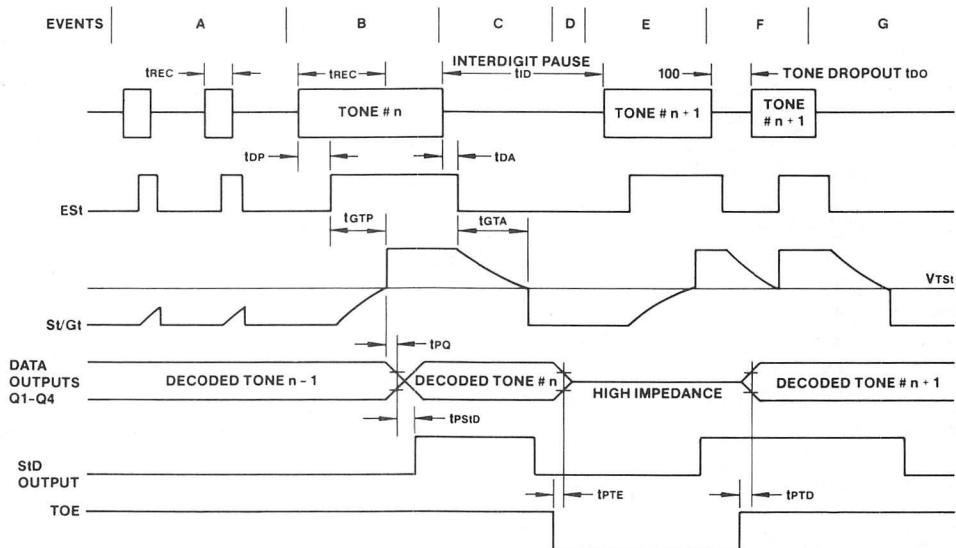 EVENTS A B C D E F G
INTERDIGIT PAUSE
tREC tREC tID 100 TONE DROPOUT tDO
TONE # n TONE # n + 1 TONE
# n + 1
tDP tDA
ESt
tGTP tGTA
VTSt
St/Gt
tPQ
DATA
OUTPUTS
Q1-Q4
DECODED TONE n - 1 DECODED TONE # n HIGH IMPEDANCE DECODED TONE # n + 1
tPStD
StD
OUTPUT
tPTE tPTD
TOE